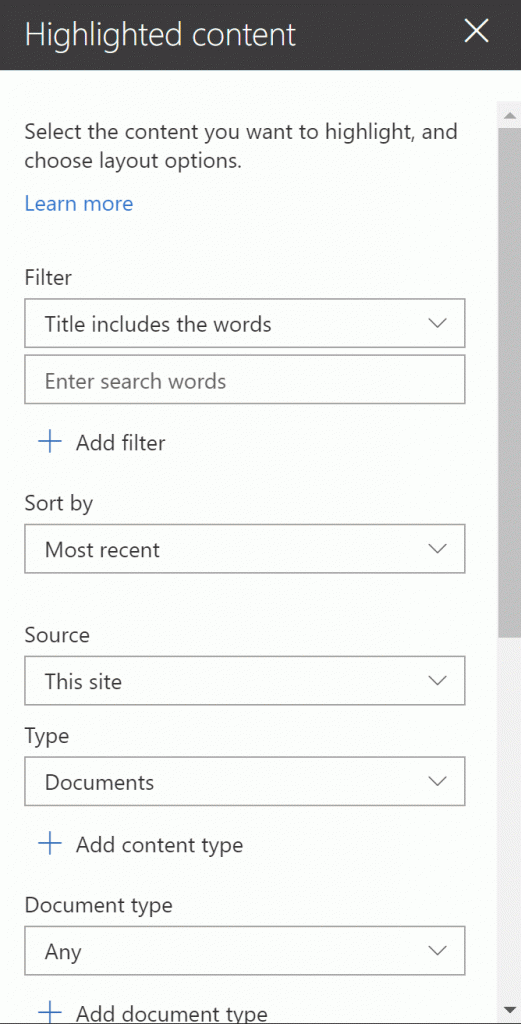 Highlighted content
Select the content you want to highlight, and
choose layout options.
Learn more
Filter
Title includes the words
Enter search words
Add filter
Sort by
Most recent
Source
This site
Type
Documents
Add content type
Document type
Any
Add document type